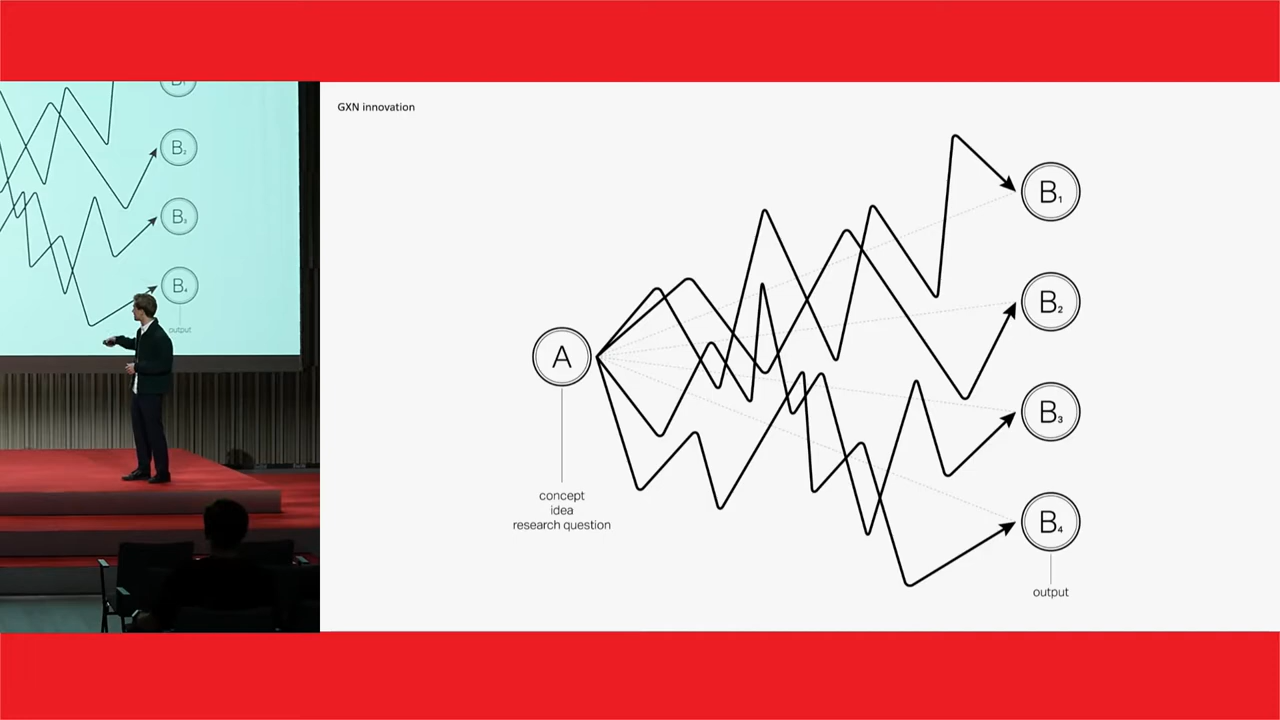 GXN innovation
A
concept
idea
research question
B₁
B₂
B₃
B₄
output
B₂
B₃
B₄
output